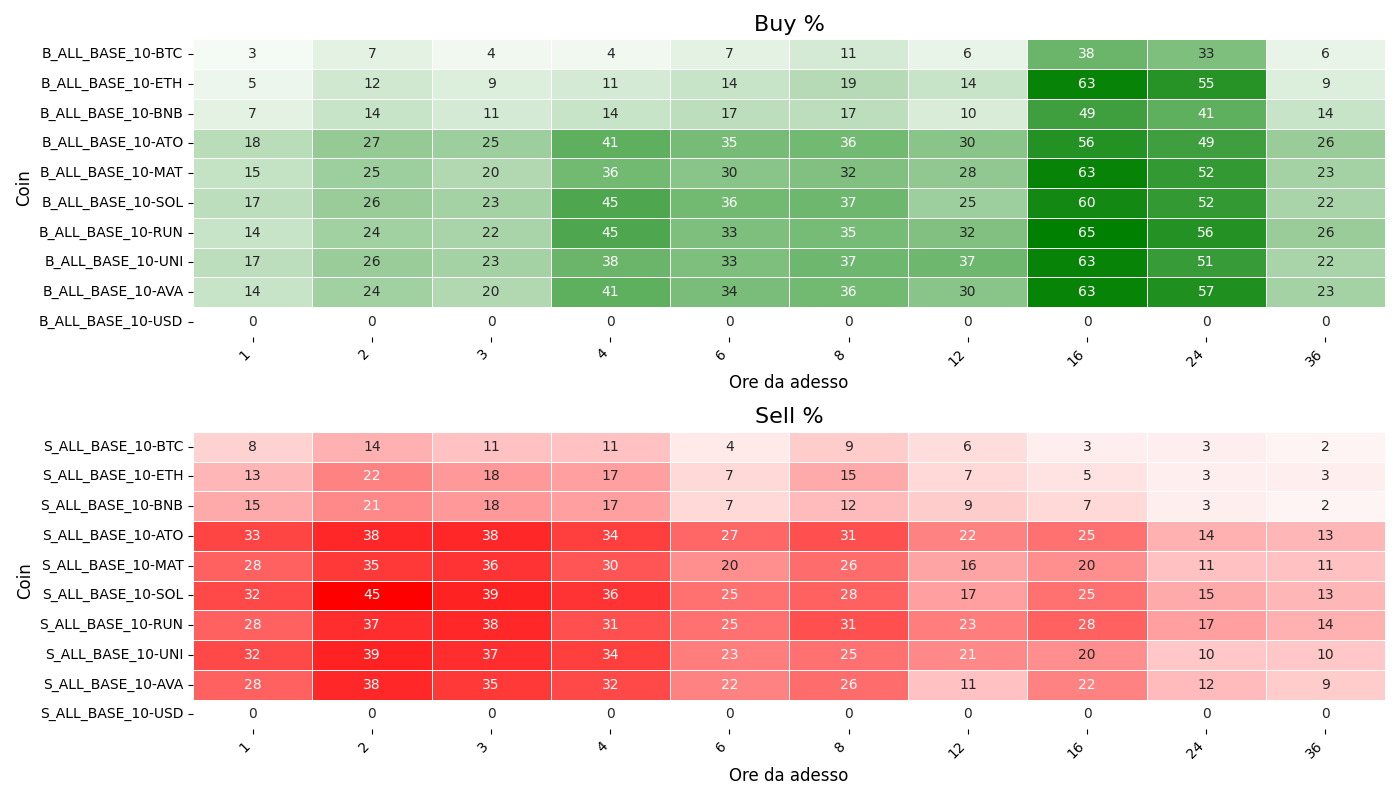 Buy %
Coin
B_ALL_BASE_10-BTC 3 7 4 4 7 11 6 38 33 6
B_ALL_BASE_10-ETH 5 12 9 11 14 19 14 63 55 9
B_ALL_BASE_10-BNB 7 14 11 14 17 17 10 49 41 14
B_ALL_BASE_10-ATO 18 27 25 41 35 36 30 56 49 26
B_ALL_BASE_10-MAT 15 25 20 36 30 32 28 63 52 23
B_ALL_BASE_10-SOL 17 26 23 45 36 37 25 60 52 22
B_ALL_BASE_10-RUN 14 24 22 45 33 35 32 65 56 26
B_ALL_BASE_10-UNI 17 26 23 38 33 37 37 63 51 22
B_ALL_BASE_10-AVA 14 24 20 41 34 36 30 63 57 23
B_ALL_BASE_10-USD 0 0 0 0 0 0 0 0 0 0
1 2 3 4 6 8 12 16 24 36
Ore da adesso
Sell %
Coin
S_ALL_BASE_10-BTC 8 14 11 11 4 9 6 3 3 2
S_ALL_BASE_10-ETH 13 22 18 17 7 15 7 5 3 3
S_ALL_BASE_10-BNB 15 21 18 17 7 12 9 7 3 2
S_ALL_BASE_10-ATO 33 38 38 34 27 31 22 25 14 13
S_ALL_BASE_10-MAT 28 35 36 30 20 26 16 20 11 11
S_ALL_BASE_10-SOL 32 45 39 36 25 28 17 25 15 13
S_ALL_BASE_10-RUN 28 37 38 31 25 31 23 28 17 14
S_ALL_BASE_10-UNI 32 39 37 34 23 25 21 20 10 10
S_ALL_BASE_10-AVA 28 38 35 32 22 26 11 22 12 9
S_ALL_BASE_10-USD 0 0 0 0 0 0 0 0 0 0
1 2 3 4 6 8 12 16 24 36
Ore da adesso